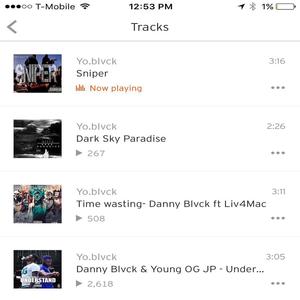 T-Mobile 12:53 PM 1%
Tracks
Yo.blvck 3:16
Sniper
Now playing
SNIPER
Yo.blvck 2:26
Dark Sky Paradise
267
Yo.blvck 3:11
Time wasting- Danny Blvck ft Liv4Mac
508
Yo.blvck 3:05
Danny Blvck & Young OG JP - Under...
2,618
UNDERSTAND